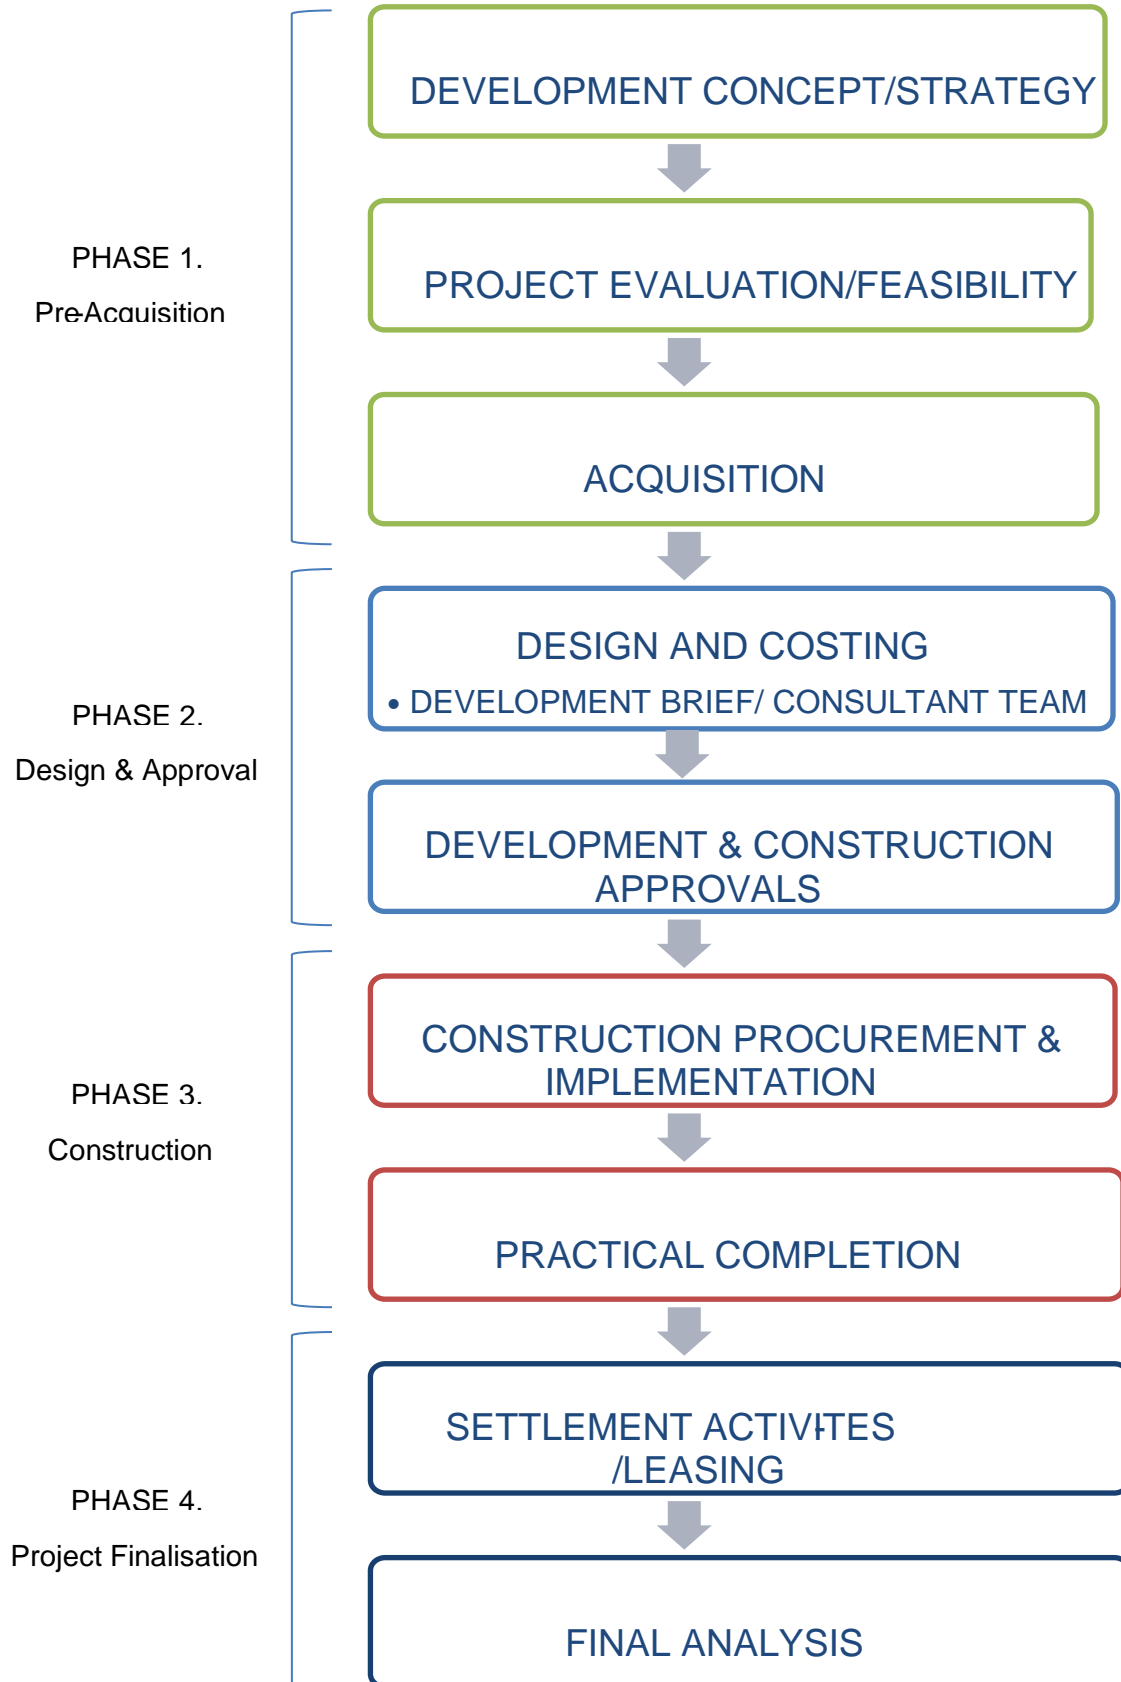 DEVELOPMENT CONCEPT/STRATEGY
PROJECT EVALUATION/FEASIBILITY
PHASE 1.
Pre-Acquisition
ACQUISITION
DESIGN AND COSTING
• DEVELOPMENT BRIEF/ CONSULTANT TEAM
PHASE 2.
Design & Approval
DEVELOPMENT & CONSTRUCTION
APPROVALS
CONSTRUCTION PROCUREMENT &
IMPLEMENTATION
PHASE 3.
Construction
PRACTICAL COMPLETION
SETTLEMENT ACTIVITES
/LEASING
PHASE 4.
Project Finalisation
FINAL ANALYSIS